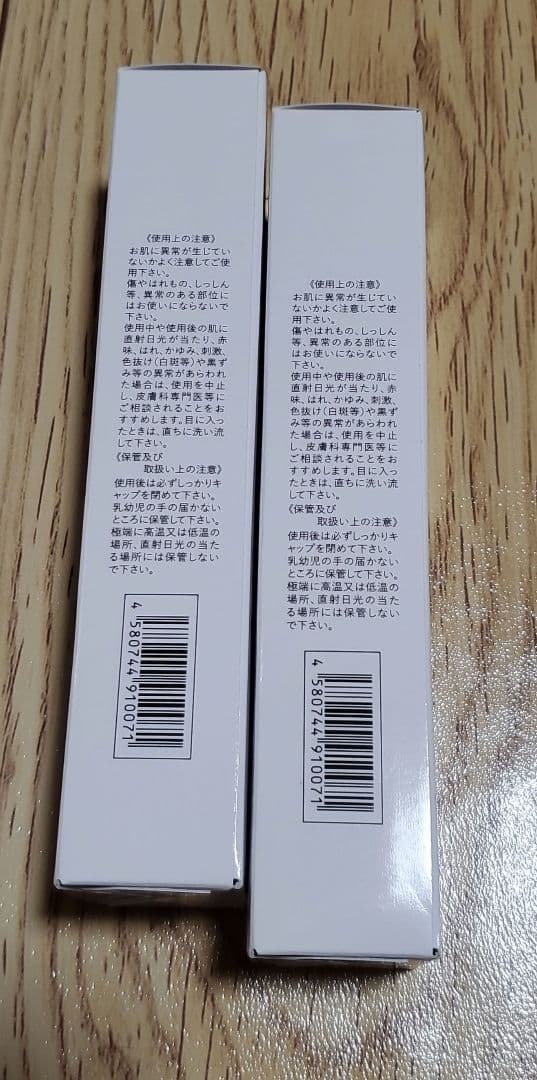 《使用上の注意》
お肌に異常が生じてい
ないかよく注意してご使
用下さい。
傷やはれもの、しっしん
等、異常のある部位に
はお使いにならないで
下さい。
使用中や使用後の肌に
直射日光が当たり、赤
味、はれ、かゆみ、刺激、
色抜け(白斑等)や黒ず
み等の異常があらわれ
た場合は、使用を中止
し、皮膚科専門医等に
ご相談されることをお
すすめします。目に入っ
たときは、直ちに洗い流
して下さい。
《保管及び
取扱い上の注意》
使用後は必ずしっかりキ
ャップを閉めて下さい。
乳幼児の手の届かない
ところに保管して下さい。
極端に高温又は低温の
場所、直射日光の当た
る場所には保管しない
で下さい。
4580744910071
《使用上の注意》
お肌に異常が生じてい
ないかよく注意してご使
用下さい。
傷やはれもの、しっしん
等、異常のある部位に
はお使いにならないで
下さい。
使用中や使用後の肌に
直射日光が当たり、赤
味、はれ、かゆみ、刺激、
色抜け(白斑等)や黒ず
み等の異常があらわれ
た場合は、使用を中止
し、皮膚科専門医等に
ご相談されることをお
すすめします。目に入っ
たときは、直ちに洗い流
して下さい。
《保管及び
取扱い上の注意》
使用後は必ずしっかりキ
ャップを閉めて下さい。
乳幼児の手の届かない
ところに保管して下さい。
極端に高温又は低温の
場所、直射日光の当た
る場所には保管しない
で下さい。
4580744910071